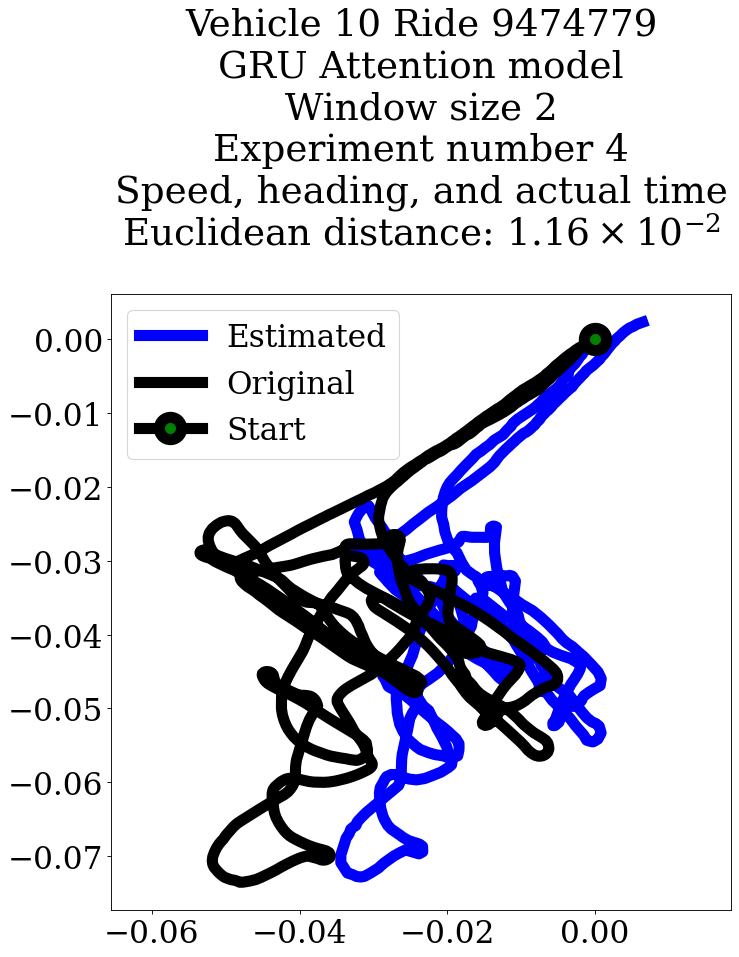 Vehicle 10 Ride 9474779
GRU Attention model
Window size 2
Experiment number 4
Speed, heading, and actual time
Euclidean distance: 1.16 × 10⁻²
Estimated
Original
Start
0.00
−0.01
−0.02
−0.03
−0.04
−0.05
−0.06
−0.07
−0.06 −0.04 −0.02 0.00